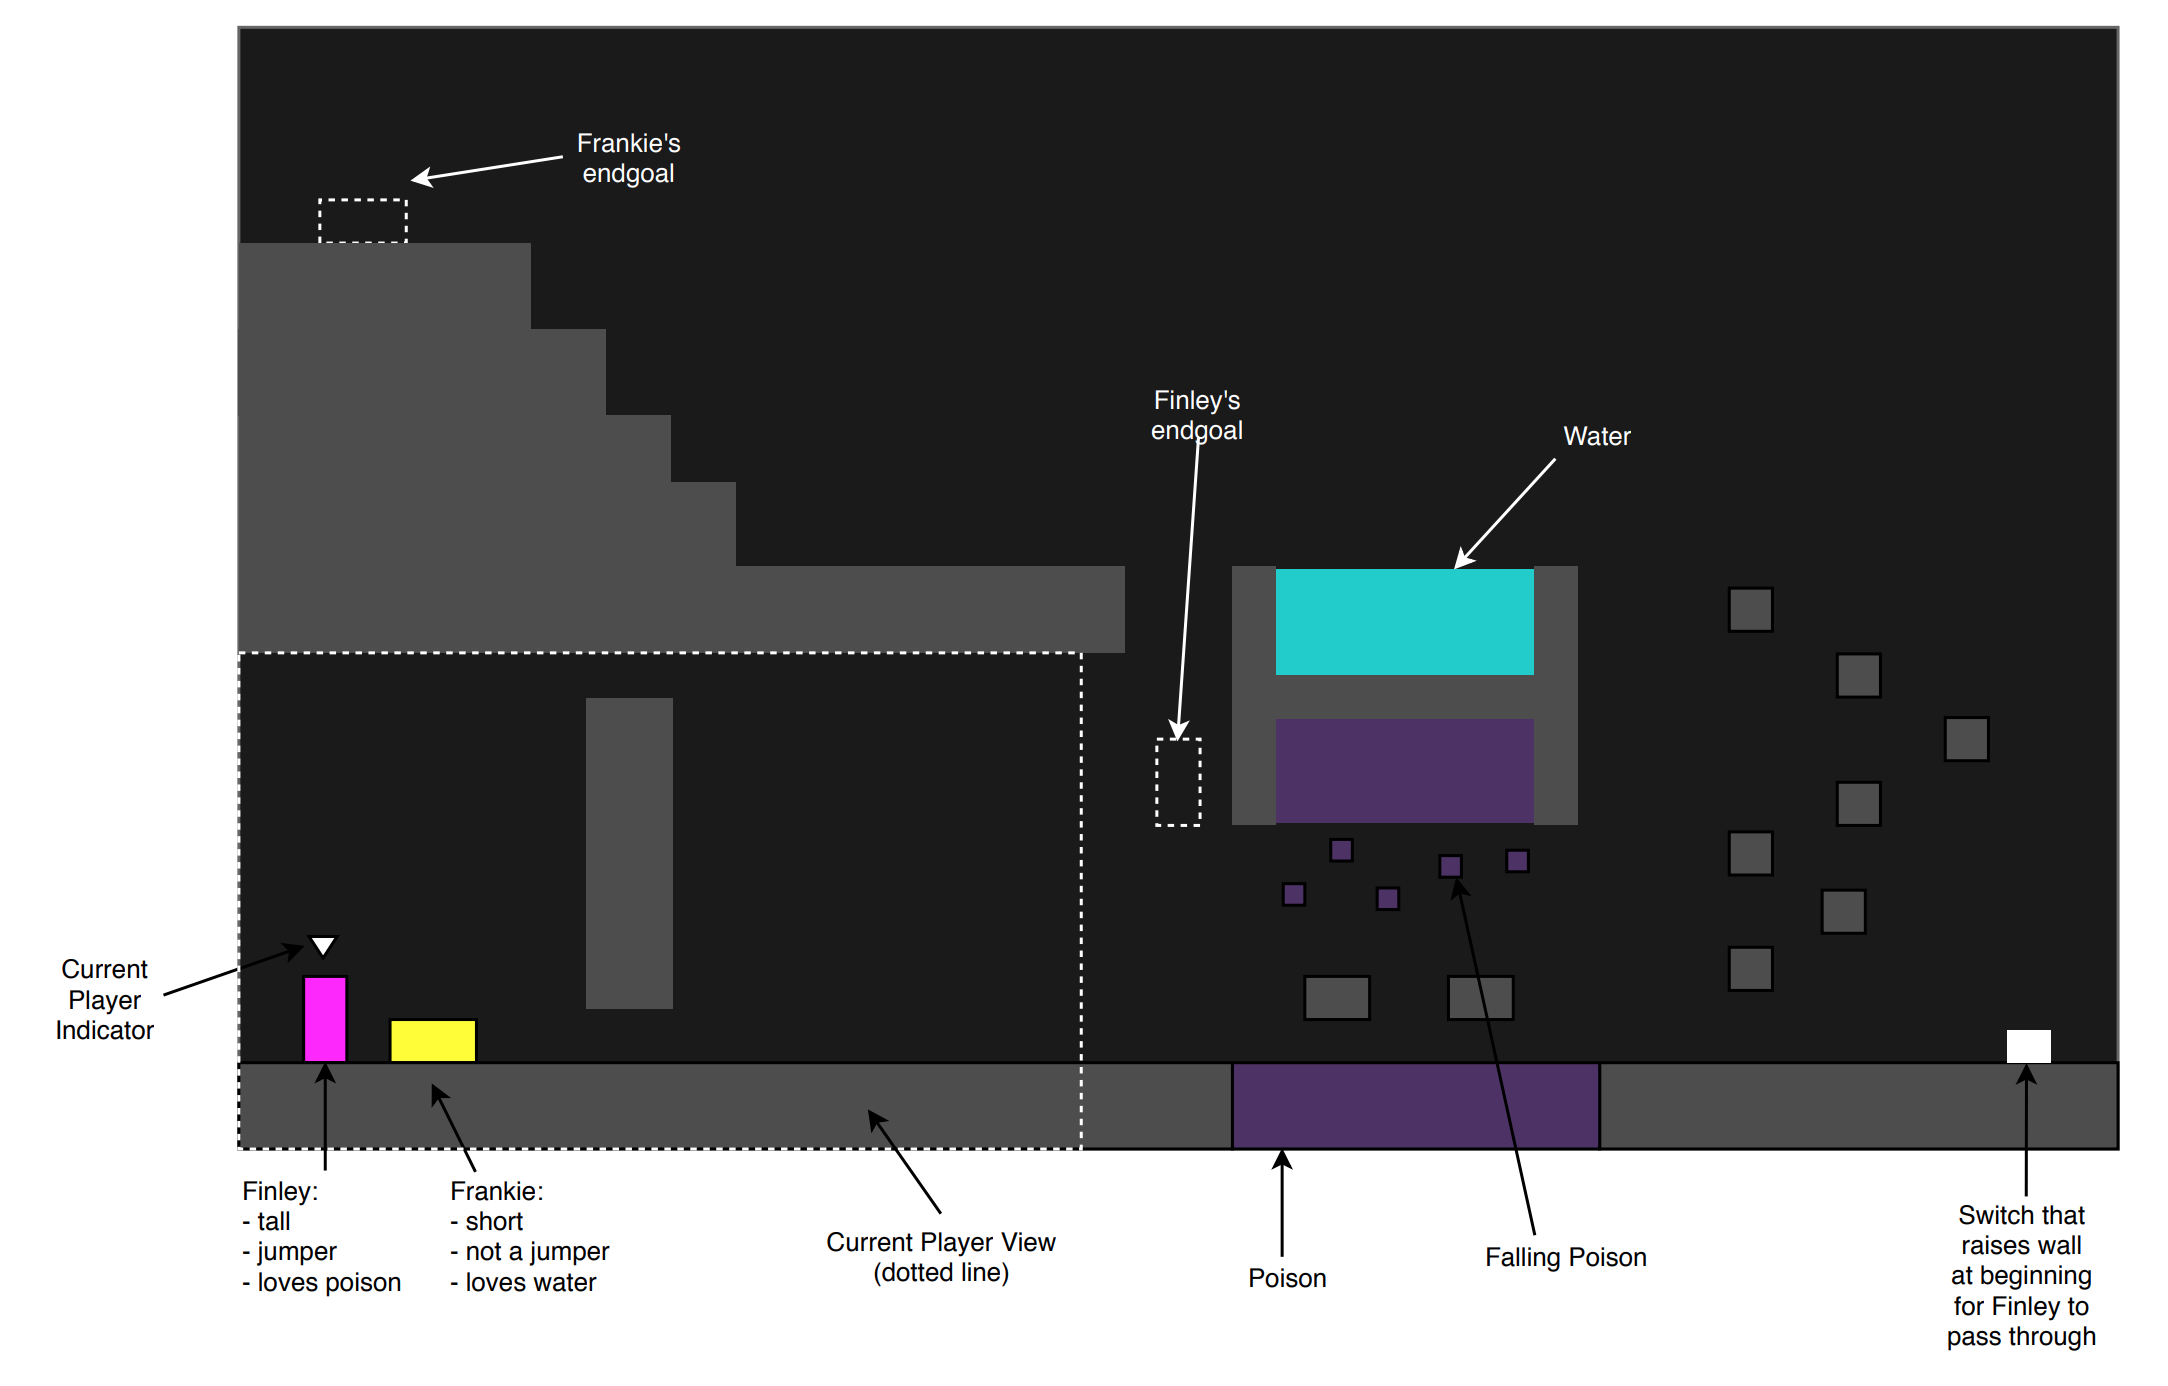 Frankie's
endgoal
Finley's
endgoal
Water
Current
Player
Indicator
Finley:
- tall
- jumper
- loves poison
Frankie:
- short
- not a jumper
- loves water
Current Player View
(dotted line)
Poison
Falling Poison
Switch that
raises wall
at beginning
for Finley to
pass through